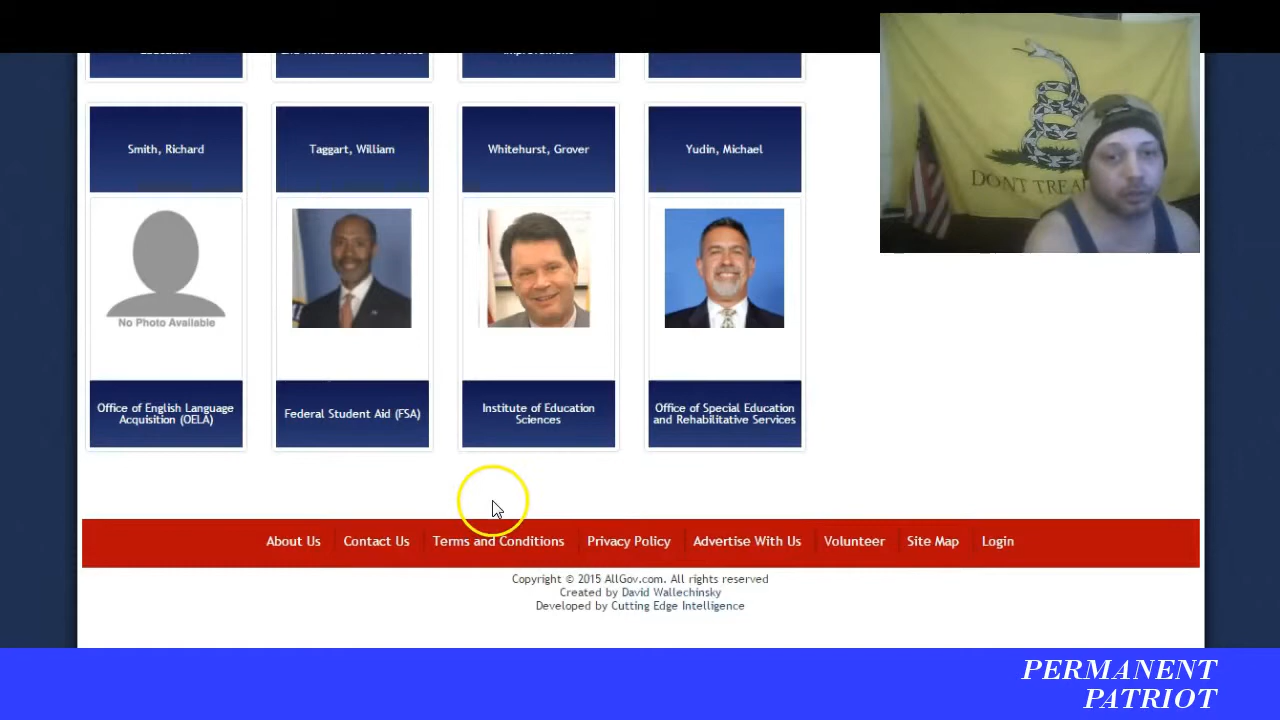 Smith, Richard
Taggart, William
Whitehurst, Grover
Yudin, Michael
DONT TREA
No Photo Available
Office of English Language
Acquisition (OELA)
Federal Student Aid (FSA)
Institute of Education
Sciences
Office of Special Education
and Rehabilitative Services
About Us
Contact Us
Terms and Conditions
Privacy Policy
Advertise With Us
Volunteer
Site Map
Login
Copyright © 2015 AllGov.com. All rights reserved
Created by David Wallechinsky
Developed by Cutting Edge Intelligence
PERMANENT
PATRIOT